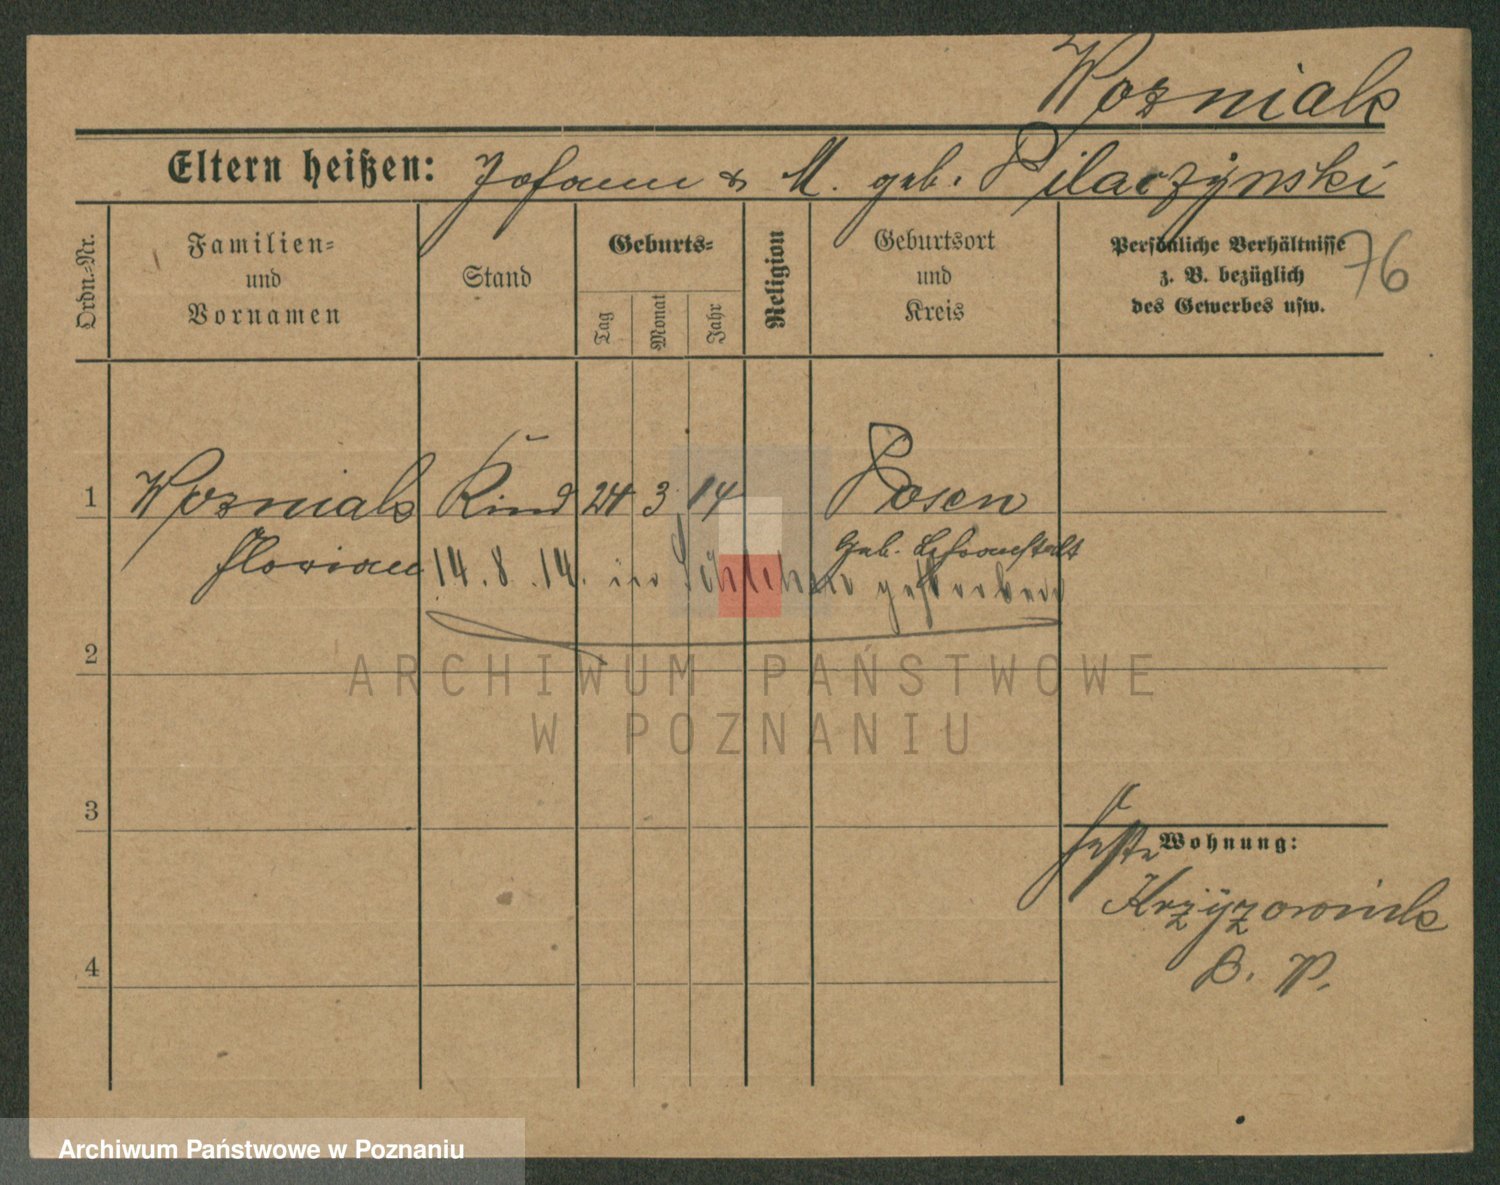 Wozniak
Eltern heißen: Johann & M. geb. Pilaczynski
Ordn.-Nr.
Familien-
und
Vornamen
Stand
Geburts-
Tag
Monat
Jahr
Religion
Geburtsort
und
Kreis
Persönliche Verhältnisse
z. B. bezüglich
des Gewerbes usw.
76
1 Wozniak Kind 24 3 14 Posen
Florian
Geb.
14. 8. 14. in gestorben
2
3
4
Wohnung:
B. P.
ARCHIWUM PAŃSTWOWE
W POZNANIU
Archiwum Państwowe w Poznaniu